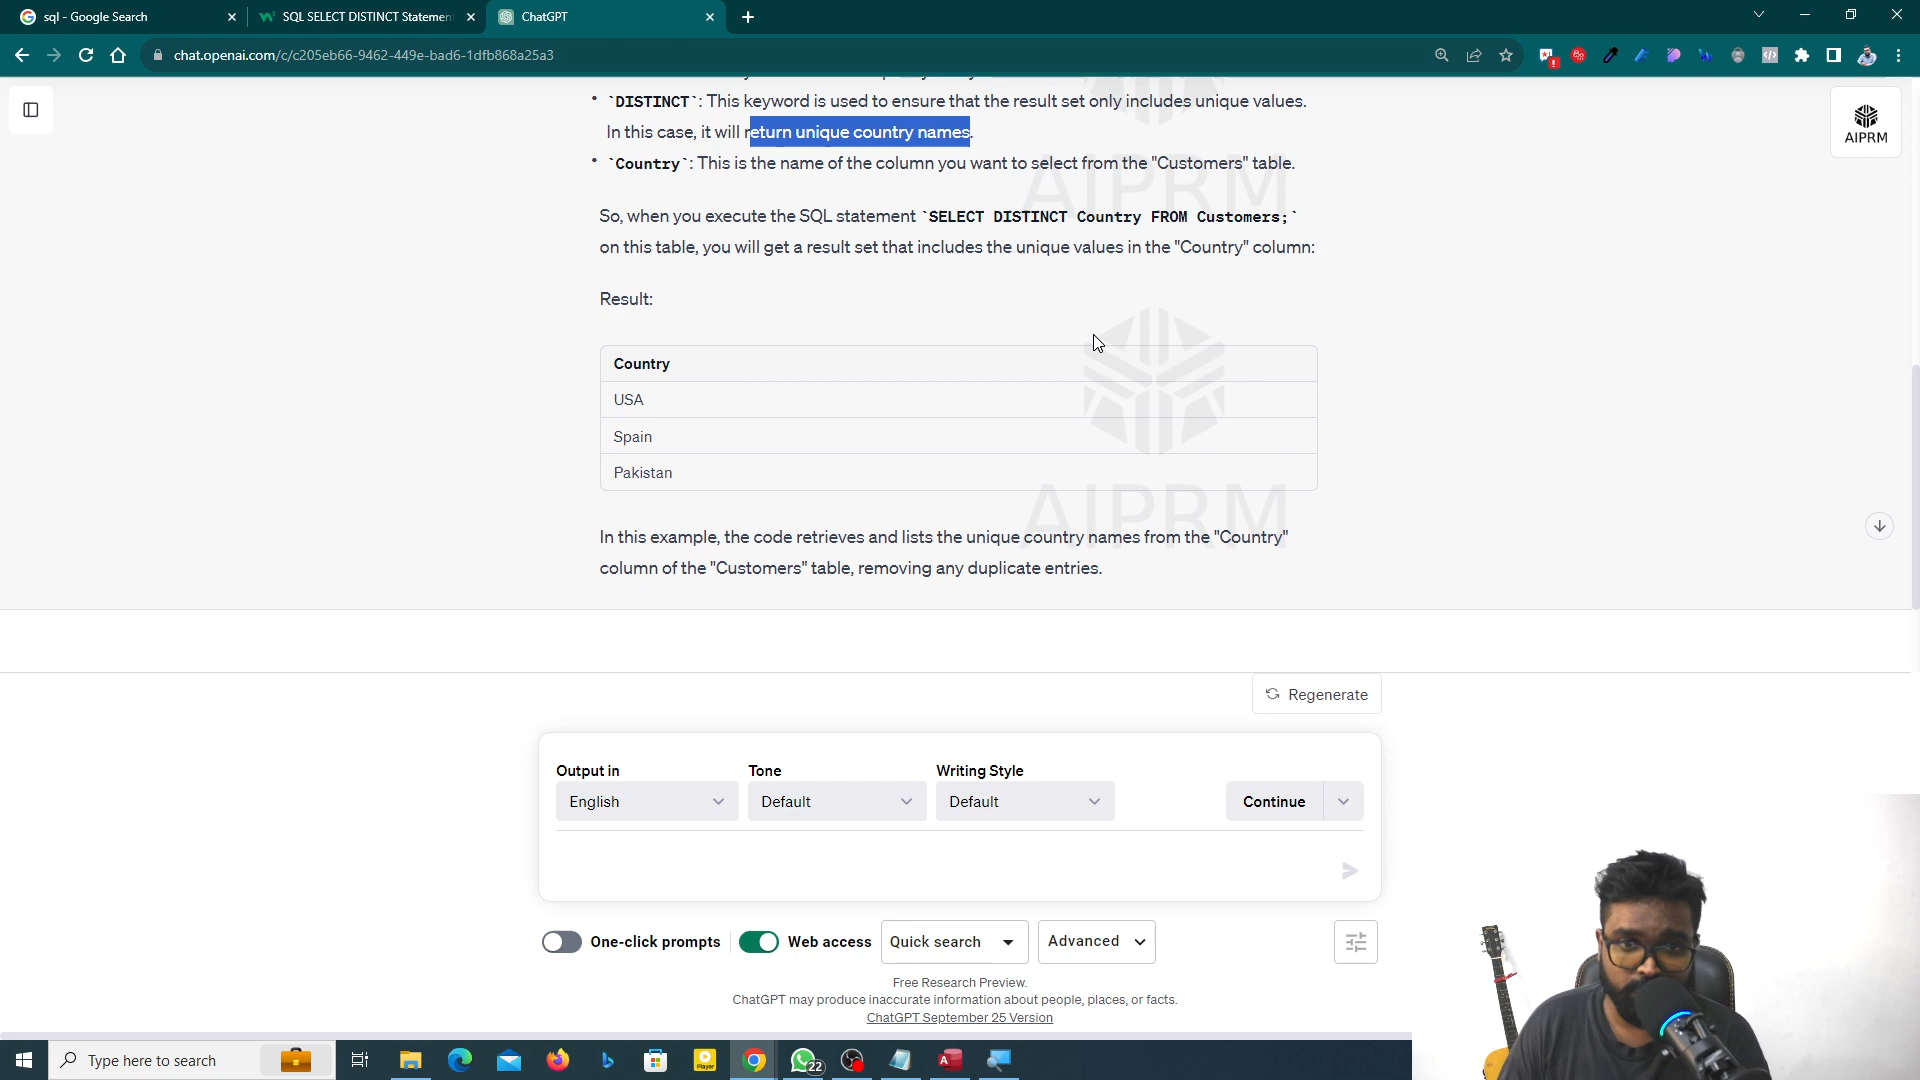 sql - Google Search
SQL SELECT DISTINCT Statement
ChatGPT
chat.openai.com/c/c205eb66-9462-449e-bad6-1dfb868a25a3
AIPRM
• `DISTINCT`: This keyword is used to ensure that the result set only includes unique values.
In this case, it will return unique country names.
• `Country`: This is the name of the column you want to select from the "Customers" table.
AIPRM
So, when you execute the SQL statement `SELECT DISTINCT Country FROM Customers;`
on this table, you will get a result set that includes the unique values in the "Country" column:
Result:
Country
USA
Spain
Pakistan
AIPRM
In this example, the code retrieves and lists the unique country names from the "Country"
column of the "Customers" table, removing any duplicate entries.
Regenerate
Output in
Tone
Writing Style
English
Default
Default
Continue
One-click prompts
Web access
Quick search
Advanced
Free Research Preview.
ChatGPT may produce inaccurate information about people, places, or facts.
ChatGPT September 25 Version
Type here to search
Player
22
A